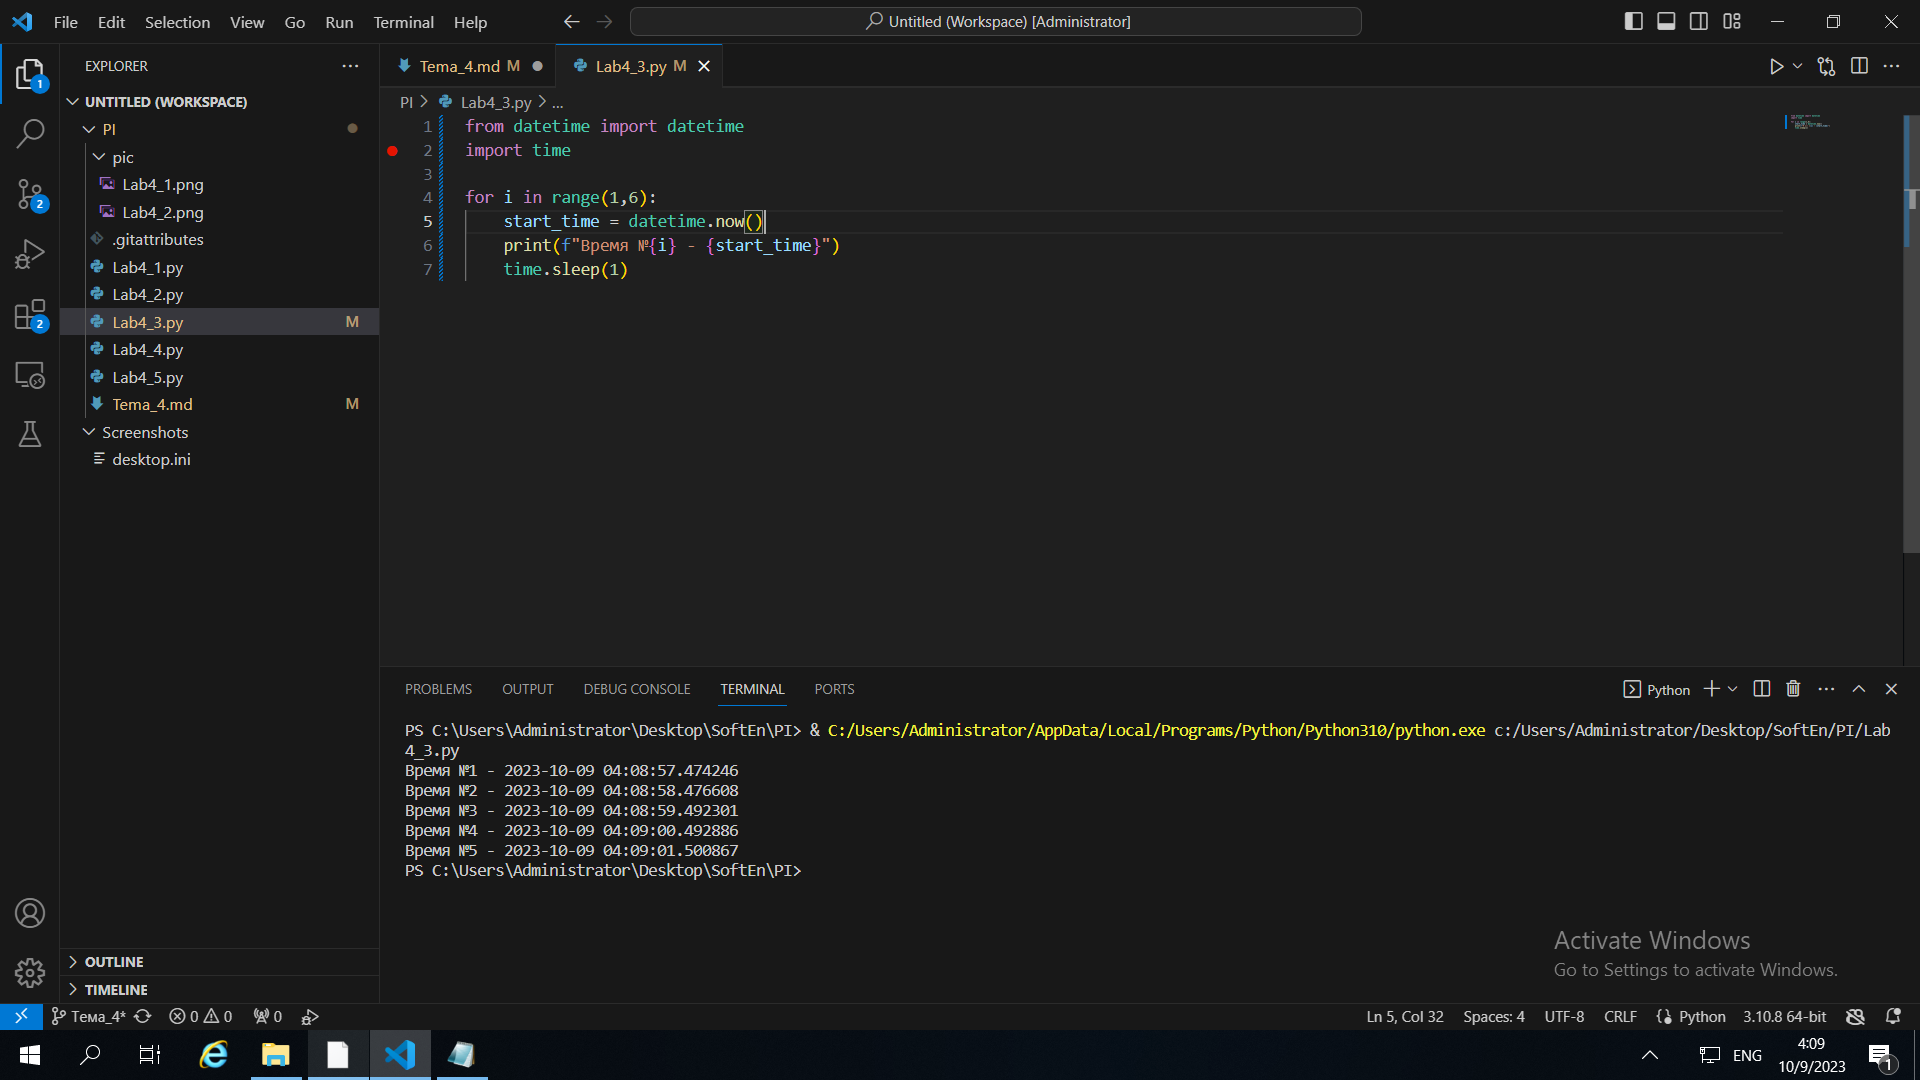 File Edit Selection View Go Run Terminal Help
Untitled (Workspace) [Administrator]
EXPLORER
UNTITLED (WORKSPACE)
PI
pic
Lab4_1.png
Lab4_2.png
.gitattributes
Lab4_1.py
Lab4_2.py
Lab4_3.py M
Lab4_4.py
Lab4_5.py
Tema_4.md M
Screenshots
desktop.ini
OUTLINE
TIMELINE
1
2
2
Tema_4.md M
Lab4_3.py M
PI > Lab4_3.py > ...
1 from datetime import datetime
2 import time
3
4 for i in range(1,6):
5 start_time = datetime.now()
6 print(f"Время №{i} - {start_time}")
7 time.sleep(1)
PROBLEMS OUTPUT DEBUG CONSOLE TERMINAL PORTS
Python
PS C:\Users\Administrator\Desktop\SoftEn\PI> & C:/Users/Administrator/AppData/Local/Programs/Python/Python310/python.exe c:/Users/Administrator/Desktop/SoftEn/PI/Lab
4_3.py
Время №1 - 2023-10-09 04:08:57.474246
Время №2 - 2023-10-09 04:08:58.476608
Время №3 - 2023-10-09 04:08:59.492301
Время №4 - 2023-10-09 04:09:00.492886
Время №5 - 2023-10-09 04:09:01.500867
PS C:\Users\Administrator\Desktop\SoftEn\PI>
Activate Windows
Go to Settings to activate Windows.
Тема_4* 0 0 0
Ln 5, Col 32 Spaces: 4 UTF-8 CRLF Python 3.10.8 64-bit
ENG
4:09
10/9/2023
1